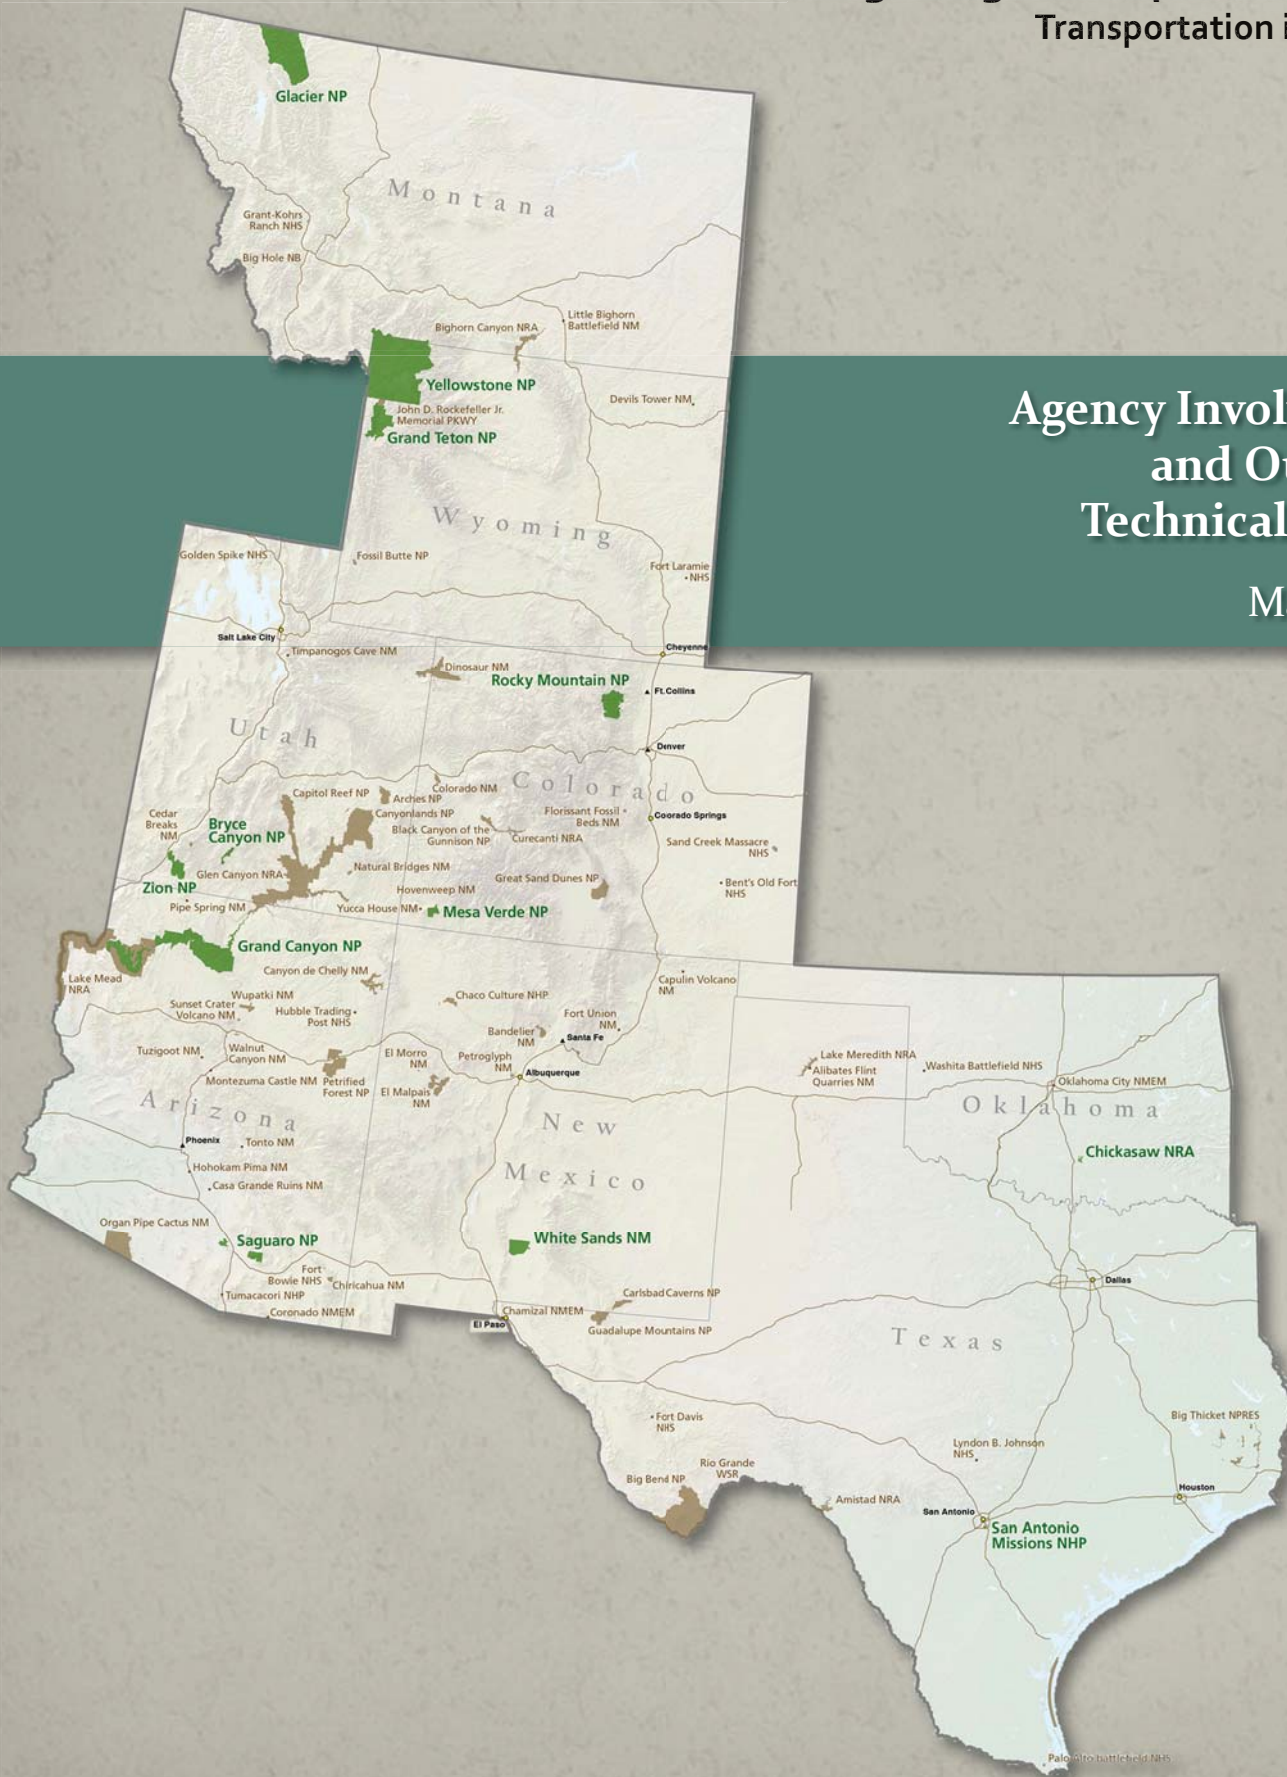 Transportation
Glacier NP
Montana
Grant-Kohrs
Ranch NHS
Big Hole NB
Bighorn Canyon NRA
Little Bighorn
Battlefield NM
Yellowstone NP
John D. Rockefeller Jr.
Memorial PKWY
Grand Teton NP
Devils Tower NM
Agency
and
Technical
Wyoming
Golden Spike NHS
Fossil Butte NP
Fort Laramie
NHS
Salt Lake City
Timpanogos Cave NM
Cheyenne
Dinosaur NM
Rocky Mountain NP
Ft.Collins
Utah
Denver
Colorado
Capitol Reef NP
Arches NP
Colorado NM
Canyonlands NP
Cedar
Breaks
NM
Bryce
Canyon NP
Black Canyon of the
Gunnison NP
Curecanti NRA
Florissant Fossil
Beds NM
Coorado Springs
Sand Creek Massacre
NHS
Zion NP
Glen Canyon NRA
Natural Bridges NM
Hovenweep NM
Great Sand Dunes NP
Bent's Old Fort
NHS
Pipe Spring NM
Yucca House NM
Mesa Verde NP
Grand Canyon NP
Lake Mead
NRA
Canyon de Chelly NM
Wupatki NM
Sunset Crater
Volcano NM
Hubble Trading
Post NHS
Chaco Culture NHP
Capulin Volcano
NM
Fort Union
NM
Bandelier
NM
Santa Fe
Tuzigoot NM
Walnut
Canyon NM
Montezuma Castle NM
Petrified
Forest NP
El Morro
NM
El Malpais
NM
Petroglyph
NM
Albuquerque
Lake Meredith NRA
Alibates Flint
Quarries NM
Washita Battlefield NHS
Oklahoma City NMEM
Arizona
New
Mexico
Oklahoma
Chickasaw NRA
Phoenix
Tonto NM
Hohokam Pima NM
Casa Grande Ruins NM
Organ Pipe Cactus NM
Saguaro NP
White Sands NM
Fort
Bowie NHS
Chiricahua NM
Tumacacori NHP
Coronado NMEM
Carlsbad Caverns NP
Chamizal NMEM
El Paso
Guadalupe Mountains NP
Dallas
Texas
Fort Davis
NHS
Big Thicket NPRES
Lyndon B. Johnson
NHS
Rio Grande
WSR
Big Bend NP
Amistad NRA
Houston
San Antonio
San Antonio
Missions NHP
Palo Alto battlefield NHS